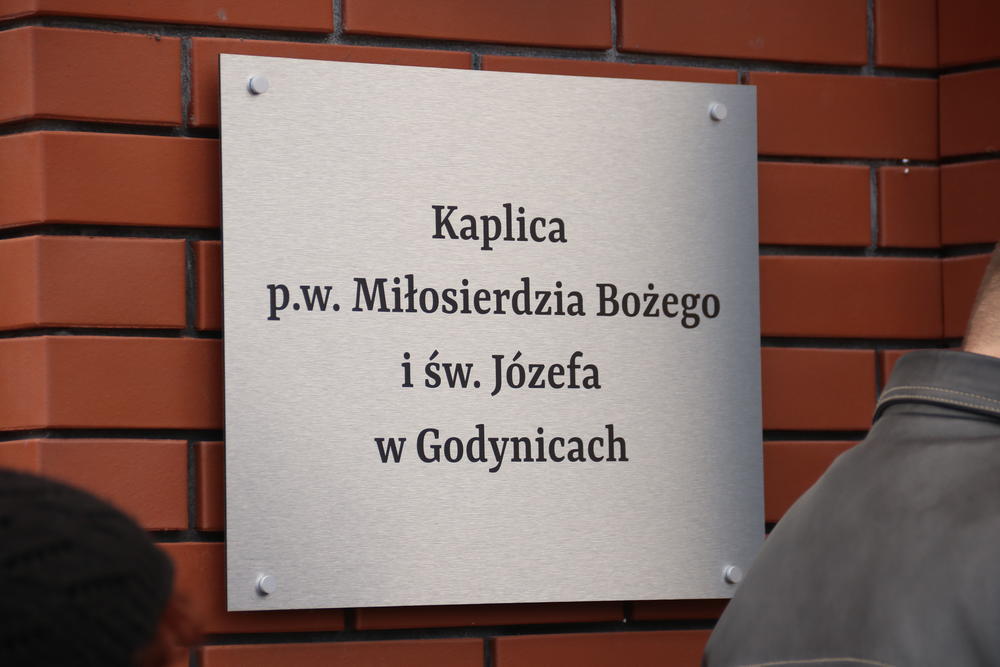 Kaplica
p.w. Miłosierdzia Bożego
i św. Józefa
w Godynicach